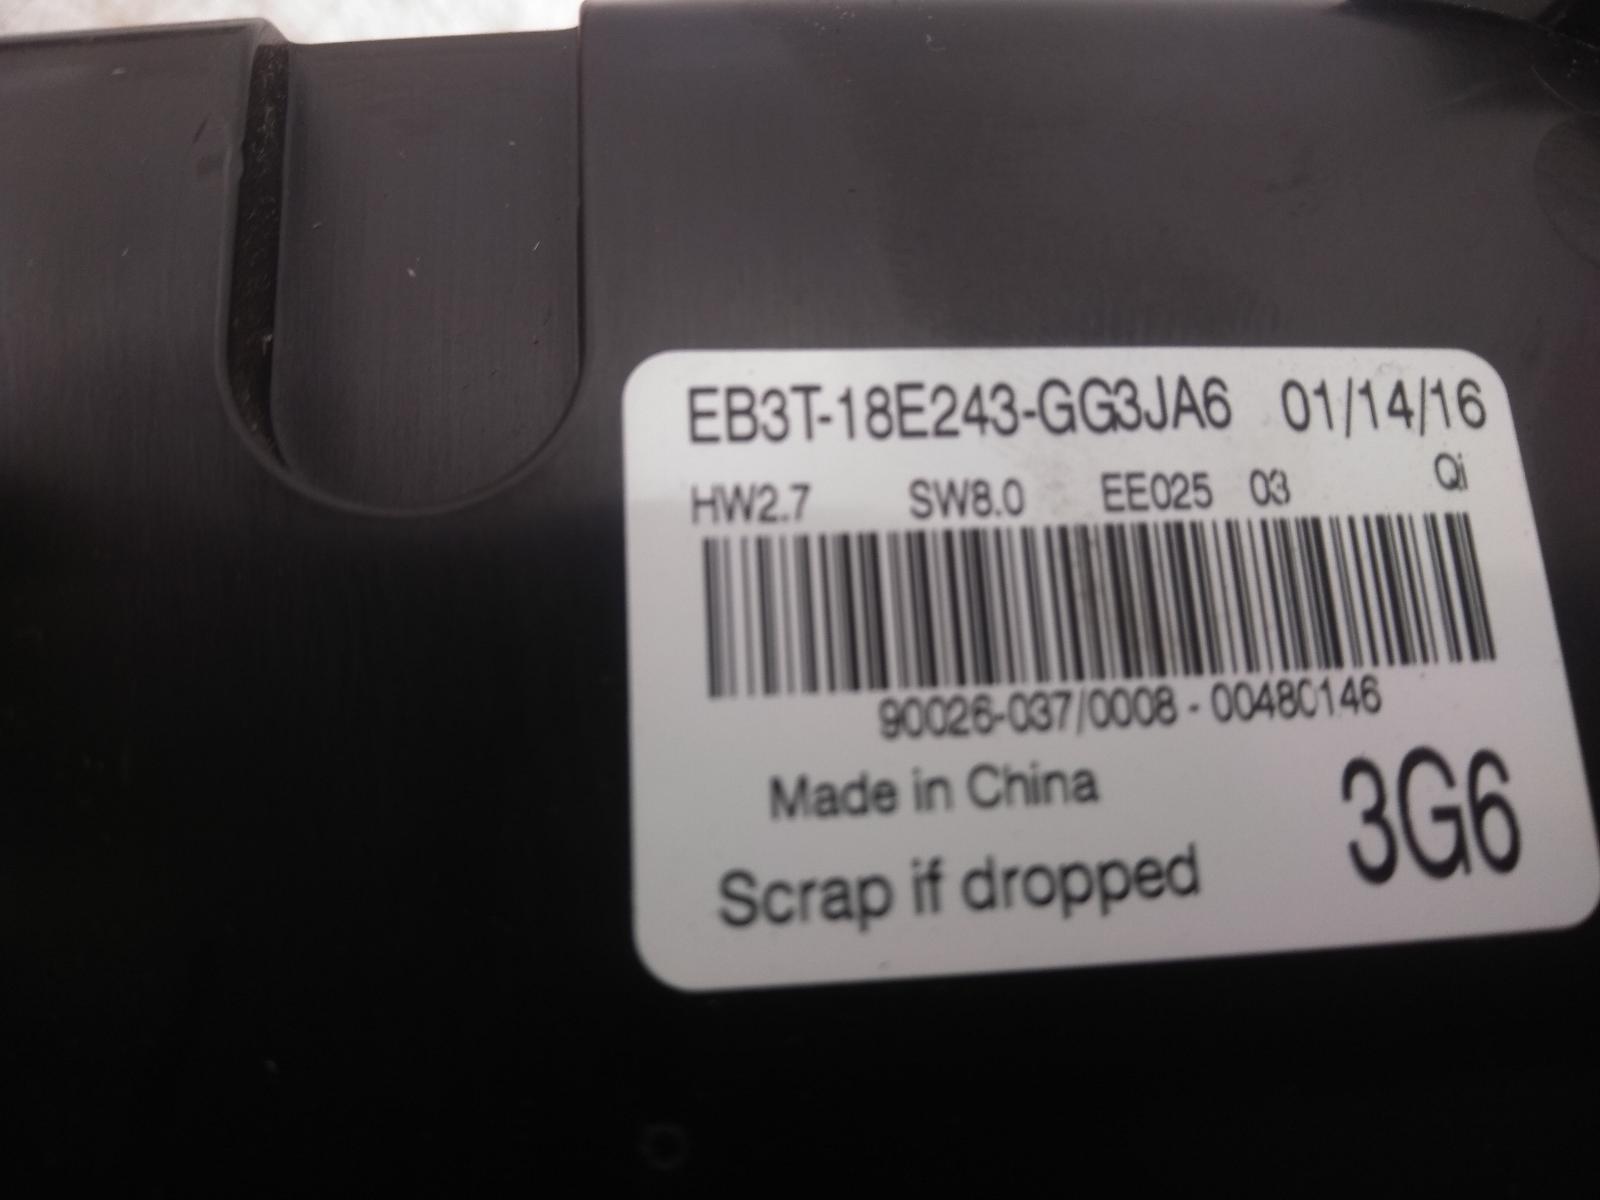 EB3T-18E243-GG3JA6 01/14/16
HW2.7 SW8.0 EE025 03 Qi
90026-037/0008 - 00480146
Made in China
3G6
Scrap if dropped